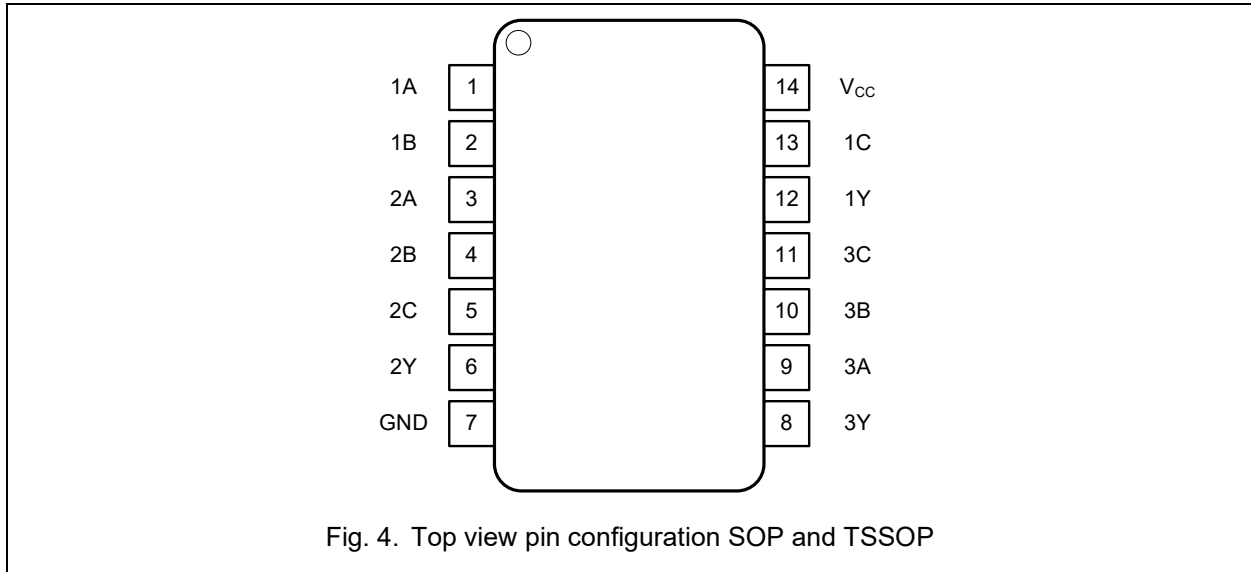 1A 1 14 VCC
1B 2 13 1C
2A 3 12 1Y
2B 4 11 3C
2C 5 10 3B
2Y 6 9 3A
GND 7 8 3Y
Fig. 4. Top view pin configuration SOP and TSSOP